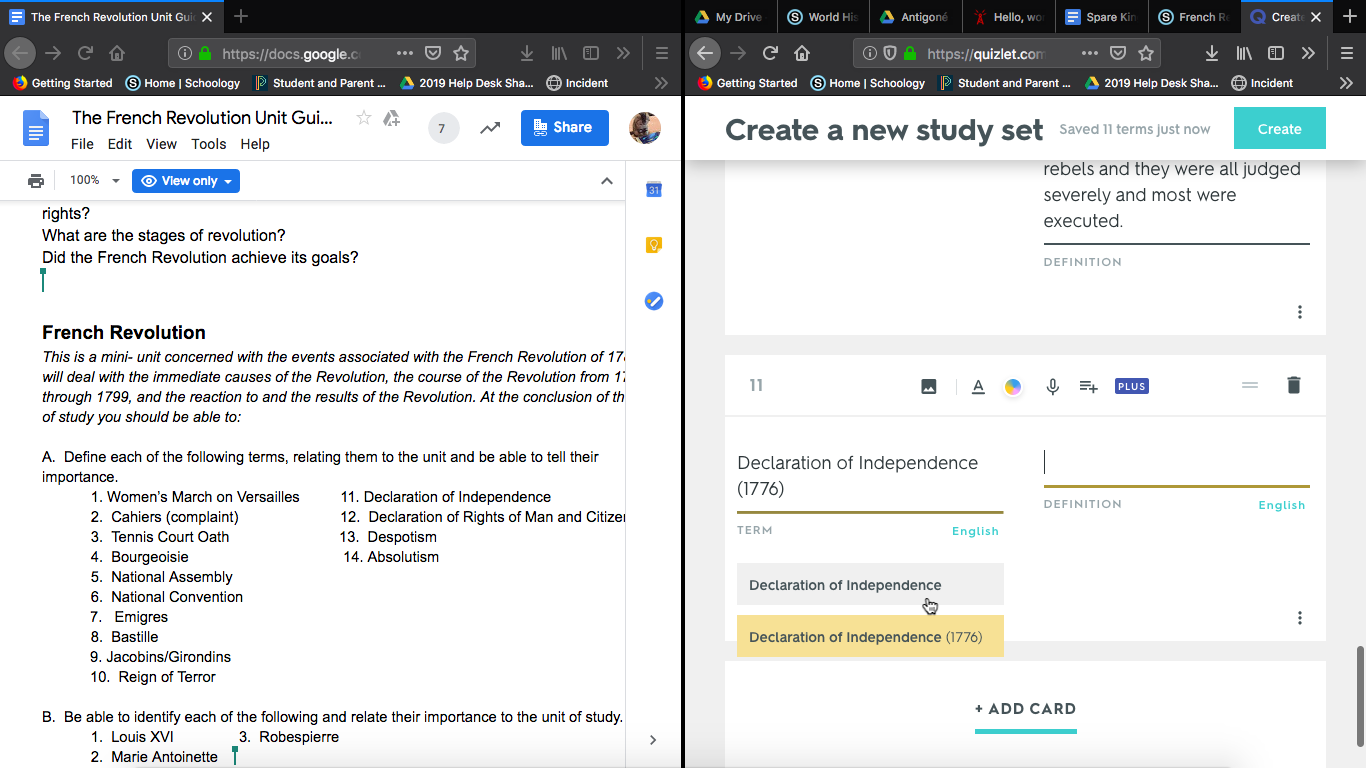 The French Revolution Unit Gui
https://docs.google.c
Getting Started
Home | Schoology
Student and Parent ...
2019 Help Desk Sha...
Incident
The French Revolution Unit Gui...
File Edit View Tools Help
7
Share
100%
View only
31
rights?
What are the stages of revolution?
Did the French Revolution achieve its goals?
French Revolution
This is a mini- unit concerned with the events associated with the French Revolution of
will deal with the immediate causes of the Revolution, the course of the Revolution from
through 1799, and the reaction to and the results of the Revolution. At the conclusion of
of study you should be able to:
A. Define each of the following terms, relating them to the unit and be able to tell their
importance.
1. Women's March on Versailles 11. Declaration of Independence
2. Cahiers (complaint) 12. Declaration of Rights of Man and Citize
3. Tennis Court Oath 13. Despotism
4. Bourgeoisie 14. Absolutism
5. National Assembly
6. National Convention
7. Emigres
8. Bastille
9. Jacobins/Girondins
10. Reign of Terror
B. Be able to identify each of the following and relate their importance to the unit of study.
1. Louis XVI 3. Robespierre
2. Marie Antoinette
My Drive
World His
Antigoné
Hello, wo
Spare Kin
French Re
Create
https://quizlet.com
Getting Started
Home | Schoology
Student and Parent ...
2019 Help Desk Sha...
Incident
Create a new study set
Saved 11 terms just now
Create
rebels and they were all judged
severely and most were
executed.
DEFINITION
11
PLUS
Declaration of Independence
(1776)
TERM
English
DEFINITION
English
Declaration of Independence
Declaration of Independence (1776)
+ ADD CARD